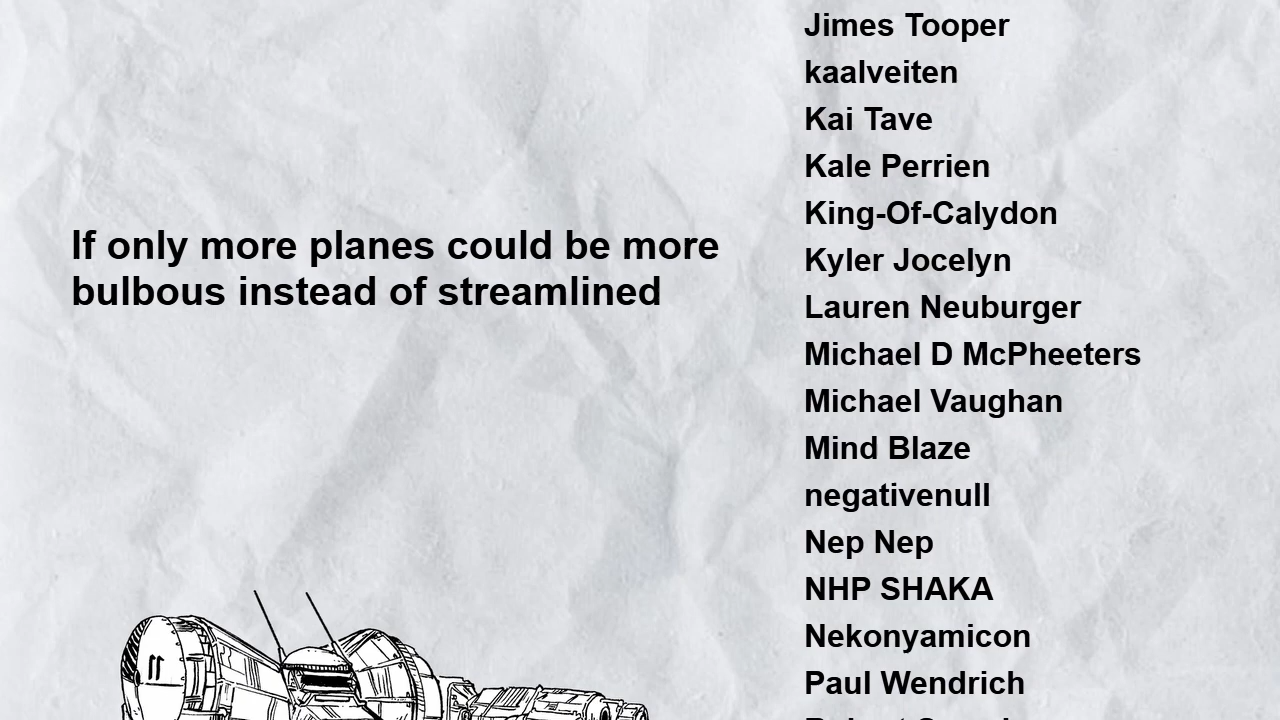 If only more planes could be more
bulbous instead of streamlined
Jimes Tooper
kaalveiten
Kai Tave
Kale Perrien
King-Of-Calydon
Kyler Jocelyn
Lauren Neuburger
Michael D McPheeters
Michael Vaughan
Mind Blaze
negativenull
Nep Nep
NHP SHAKA
Nekonyamicon
Paul Wendrich
11